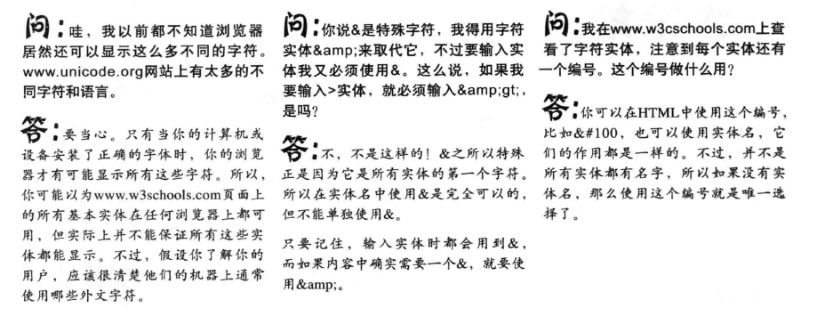 问：哇，我以前都不知道浏览器
居然还可以显示这么多不同的字符。
www.unicode.org网站上有太多的不
同字符和语言。
答：要当心。只有当你的计算机或
设备安装了正确的字体时，你的浏览
器才有可能显示所有这些字符。所以，
你可能以为www.w3schools.com页面上
的所有基本实体在任何浏览器上都可
用，但实际上并不能保证所有这些实
体都能显示。不过，假设你了解你的
用户，应该很清楚他们的机器上通常
使用哪些外文字符。
问：你说&是特殊字符，我得用字符
实体&amp;来取代它，不过要输入实
体我又必须使用&。这么说，如果我
要输入>实体，就必须输入&amp;gt;，
是吗？
答：不，不是这样的！&之所以特殊
正是因为它是所有实体的第一个字符。
所以在实体名中使用&是完全可以的，
但不能单独使用&。
只要记住，输入实体时都会用到&，
而如果内容中确实需要一个&，就要使
用&amp;。
问：我在www.w3cschools.com上查
看了字符实体，注意到每个实体还有
一个编号。这个编号做什么用？
答：你可以在HTML中使用这个编号，
比如&#100，也可以使用实体名，它
们的作用都是一样的。不过，并不是
所有实体都有名字，所以如果没有实
体名，那么使用这个编号就是唯一选
择了。